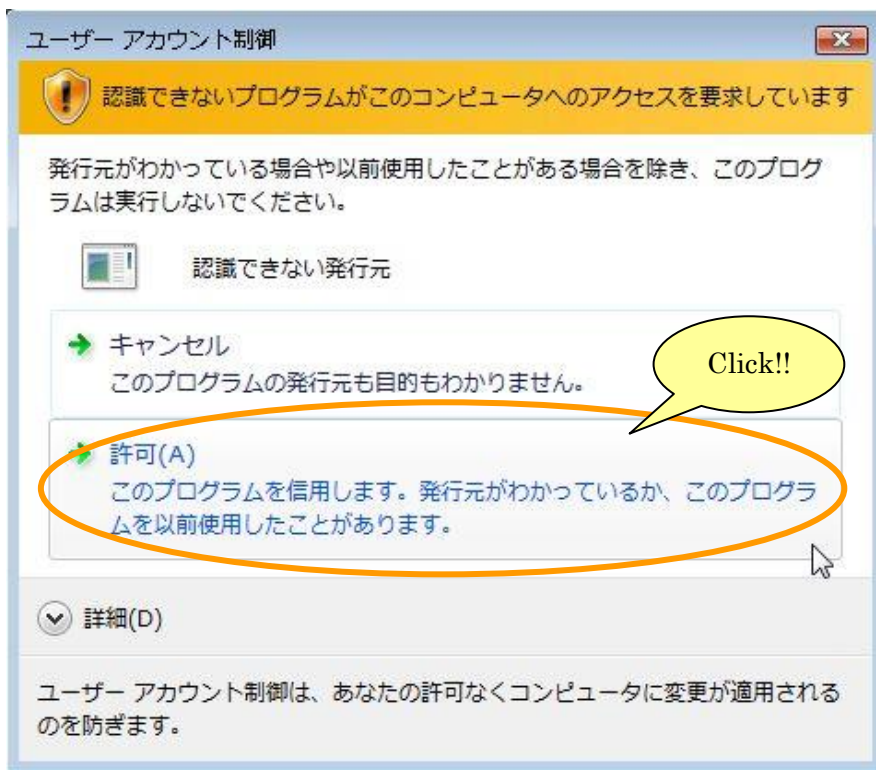 ユーザー アカウント制御
認識できないプログラムがこのコンピュータへのアクセスを要求しています
発行元がわかっている場合や以前使用したことがある場合を除き、このプログ
ラムは実行しないでください。
認識できない発行元
キャンセル
このプログラムの発行元も目的もわかりません。
Click!!
許可(A)
このプログラムを信用します。発行元がわかっているか、このプログラ
ムを以前使用したことがあります。
詳細(D)
ユーザー アカウント制御は、あなたの許可なくコンピュータに変更が適用される
のを防ぎます。